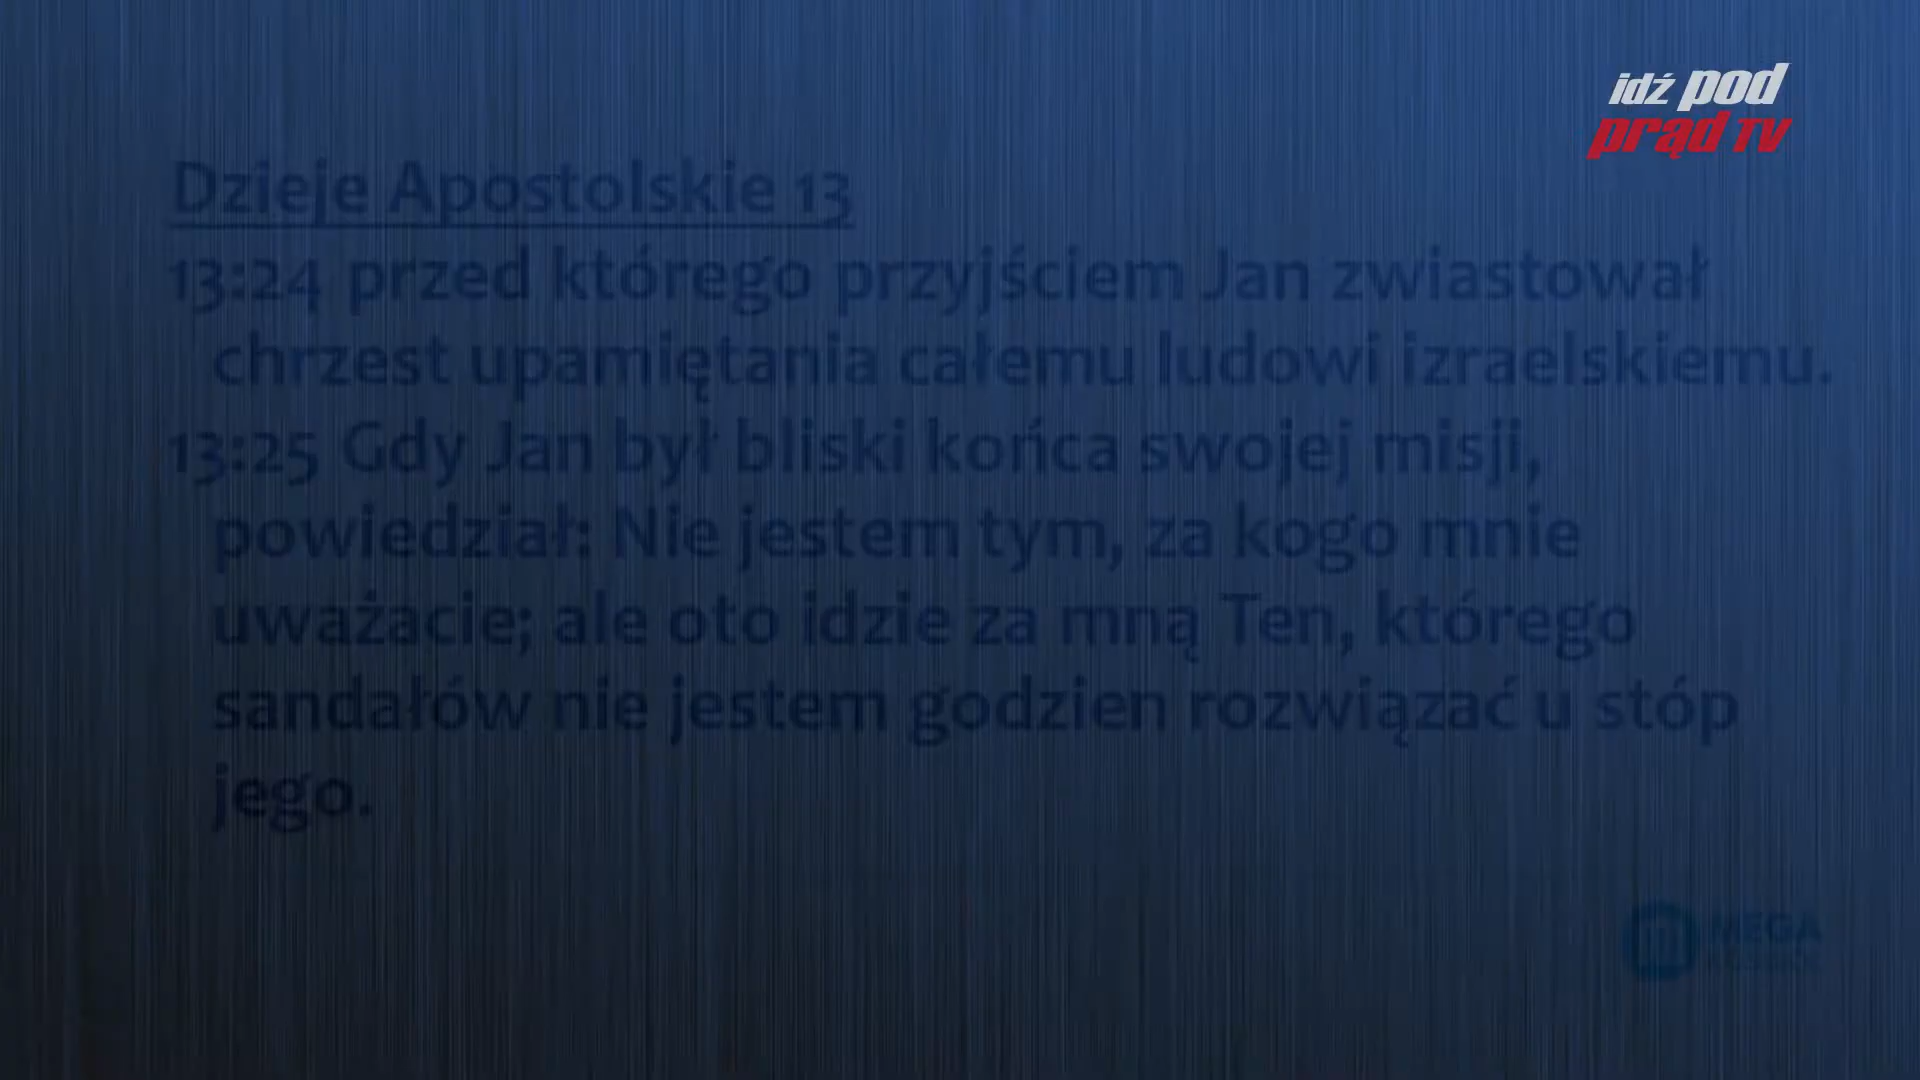 idź pod
prąd TV
Dzieje Apostolskie 13
13:24 przed którego przyjściem Jan zwiastował
chrzest upamiętania całemu ludowi izraelskiemu.
13:25 Gdy Jan był bliski końca swojej misji,
powiedział: Nie jestem tym, za kogo mnie
uważacie; ale oto idzie za mną Ten, którego
sandałów nie jestem godzien rozwiązać u stóp
jego.
MEGA